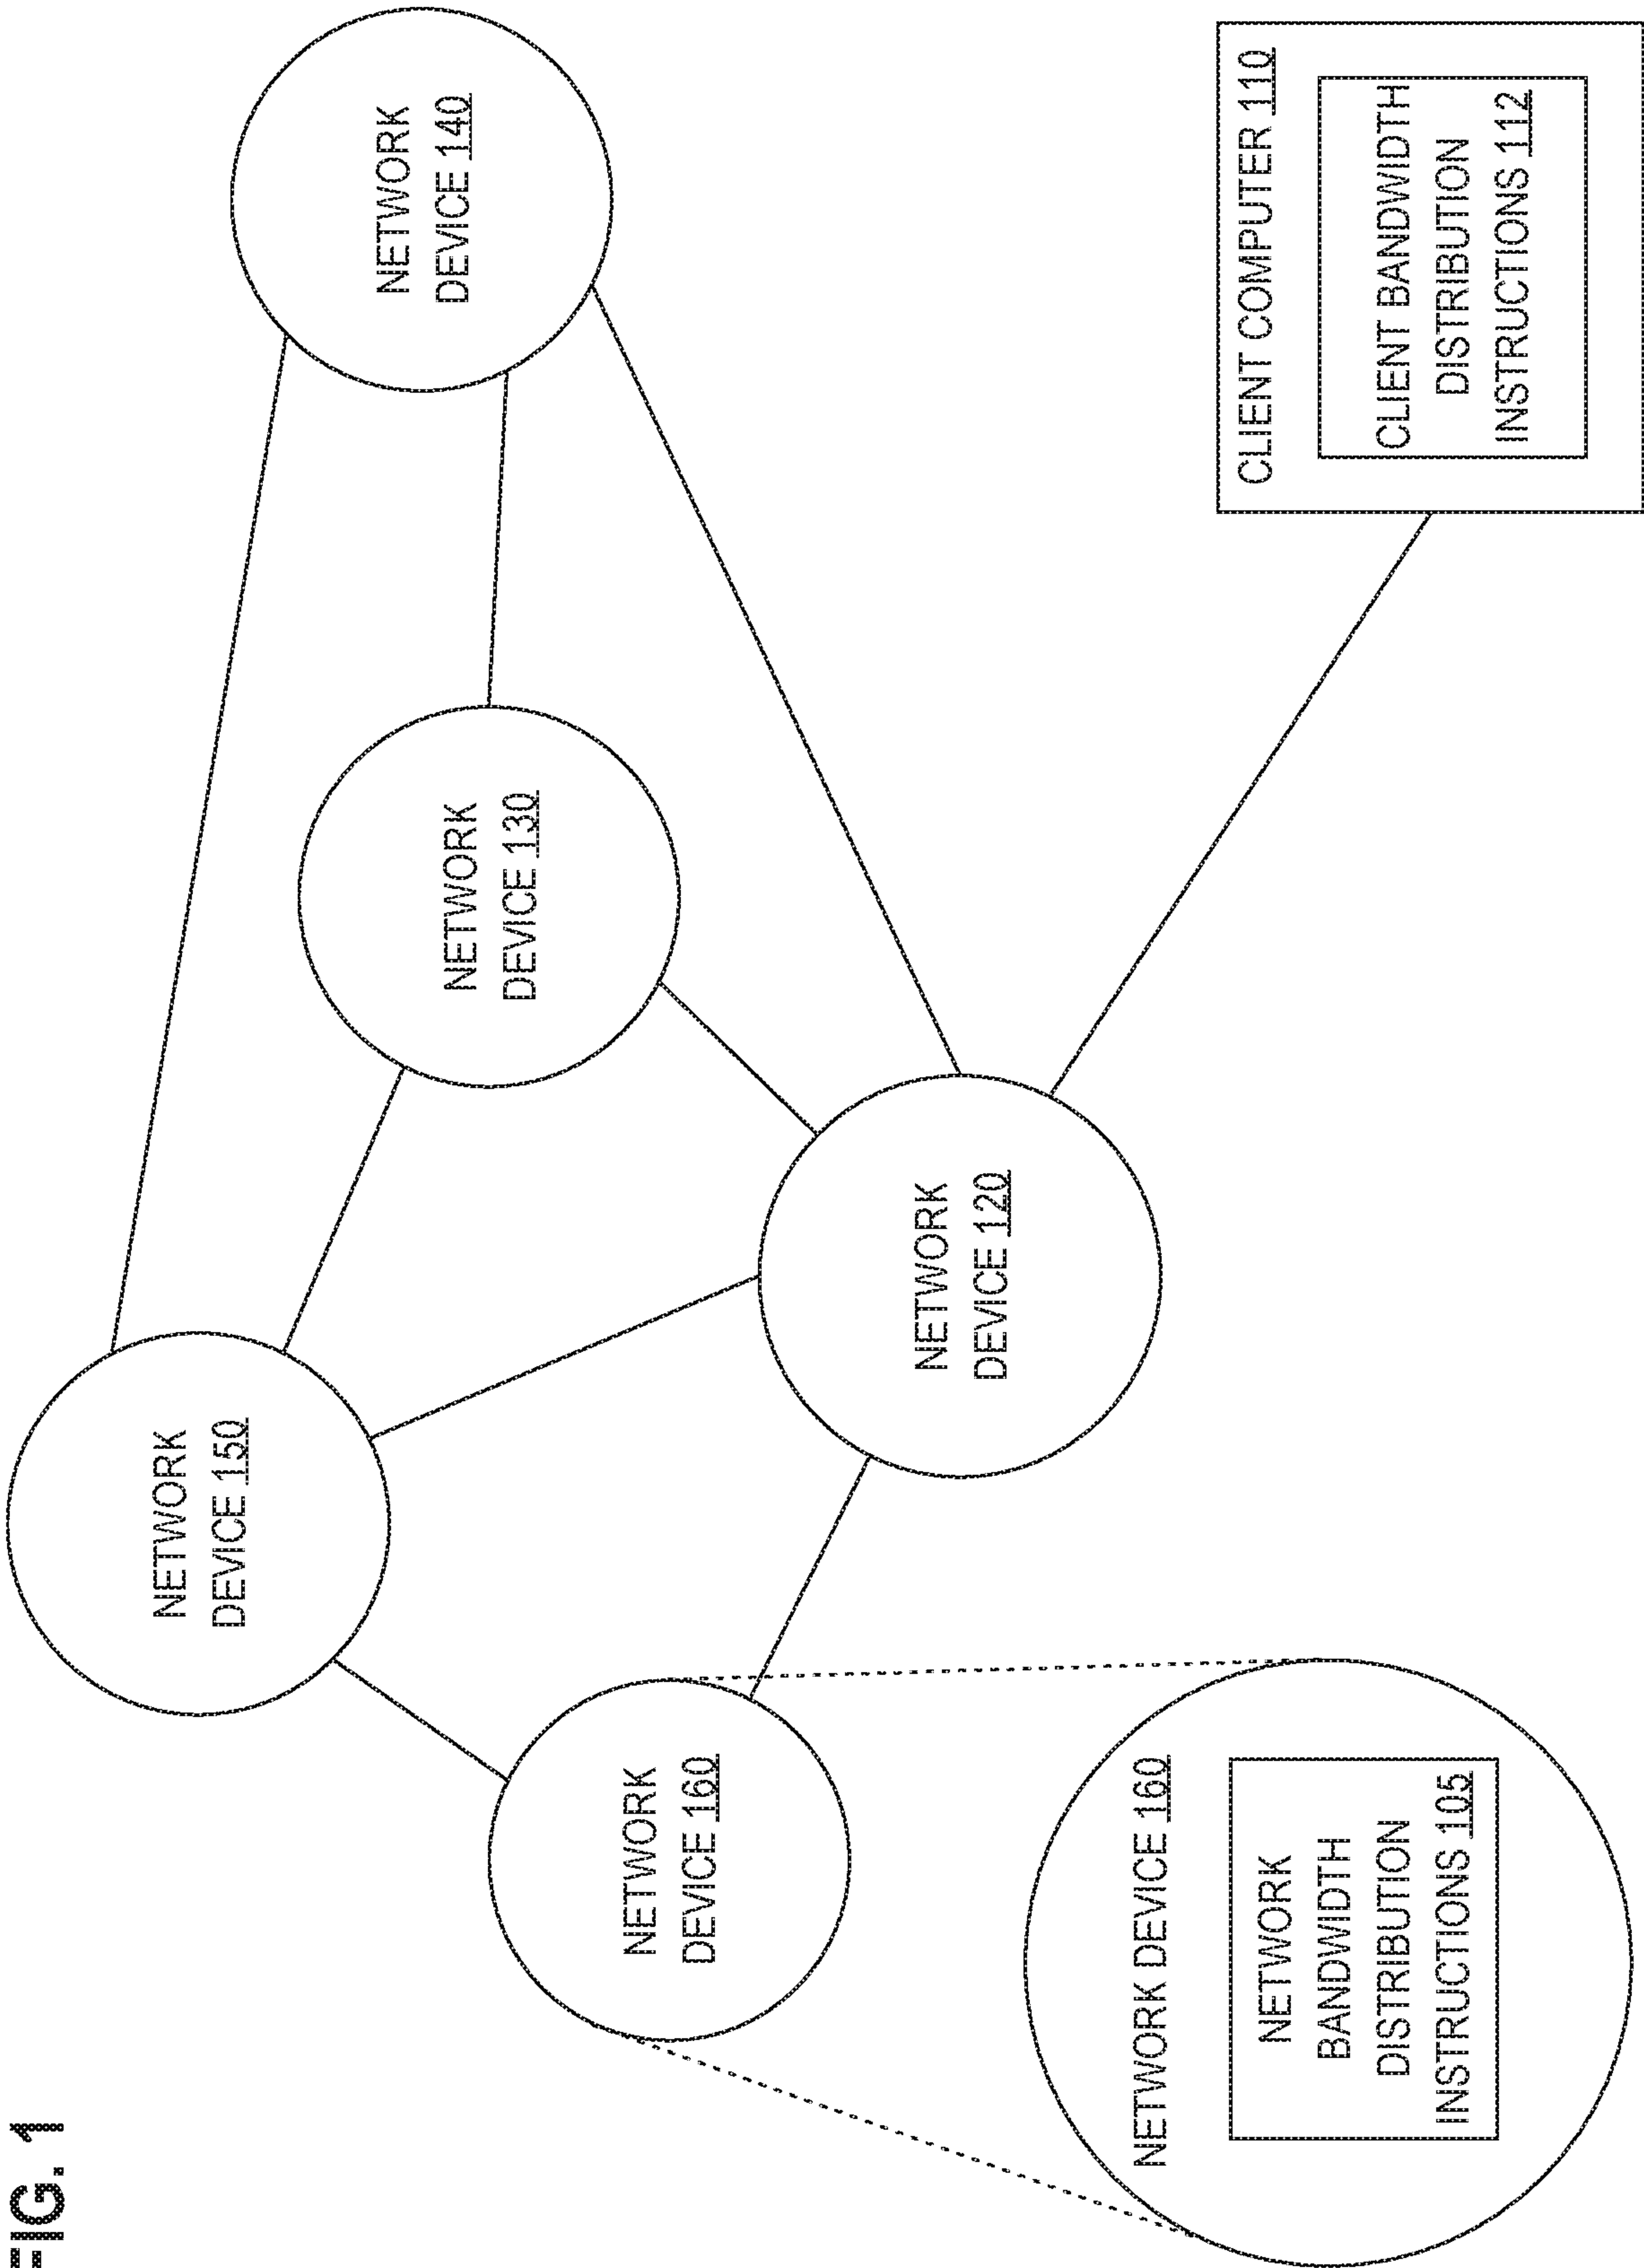 FIG. 1
NETWORK
DEVICE 150
NETWORK
DEVICE 140
NETWORK
DEVICE 130
NETWORK
DEVICE 160
NETWORK
DEVICE 120
NETWORK DEVICE 160
NETWORK
BANDWIDTH
DISTRIBUTION
INSTRUCTIONS 105
CLIENT COMPUTER 110
CLIENT BANDWIDTH
DISTRIBUTION
INSTRUCTIONS 112